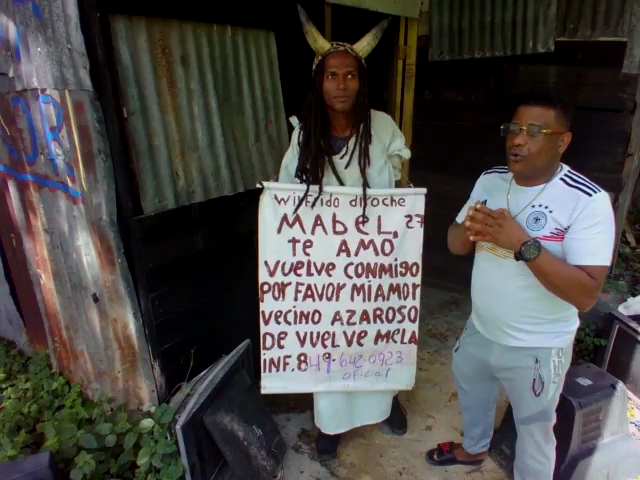 Wilfrido diroche
MABEL. 27
te AMO
VUELVE CONMIGO
POR FAVOR MI AMOR
VECINO AZAROSO
DE VUELVE MELA
INF. 849-642-0923
OFICIAL